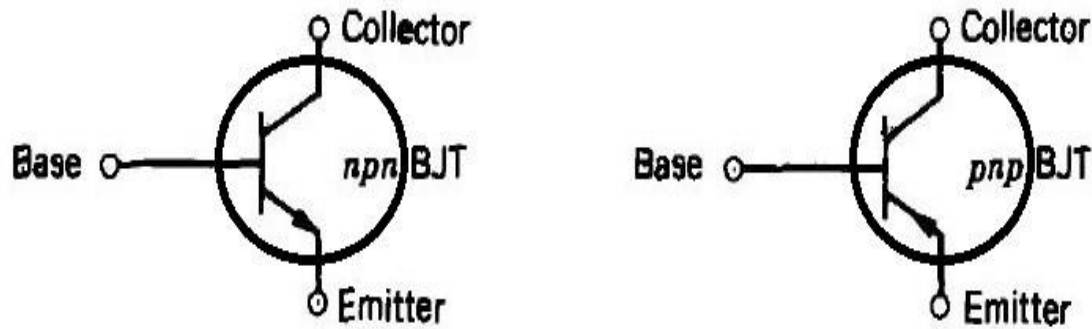 Collector
Base
npn BJT
Emitter
Collector
Base
pnp BJT
Emitter